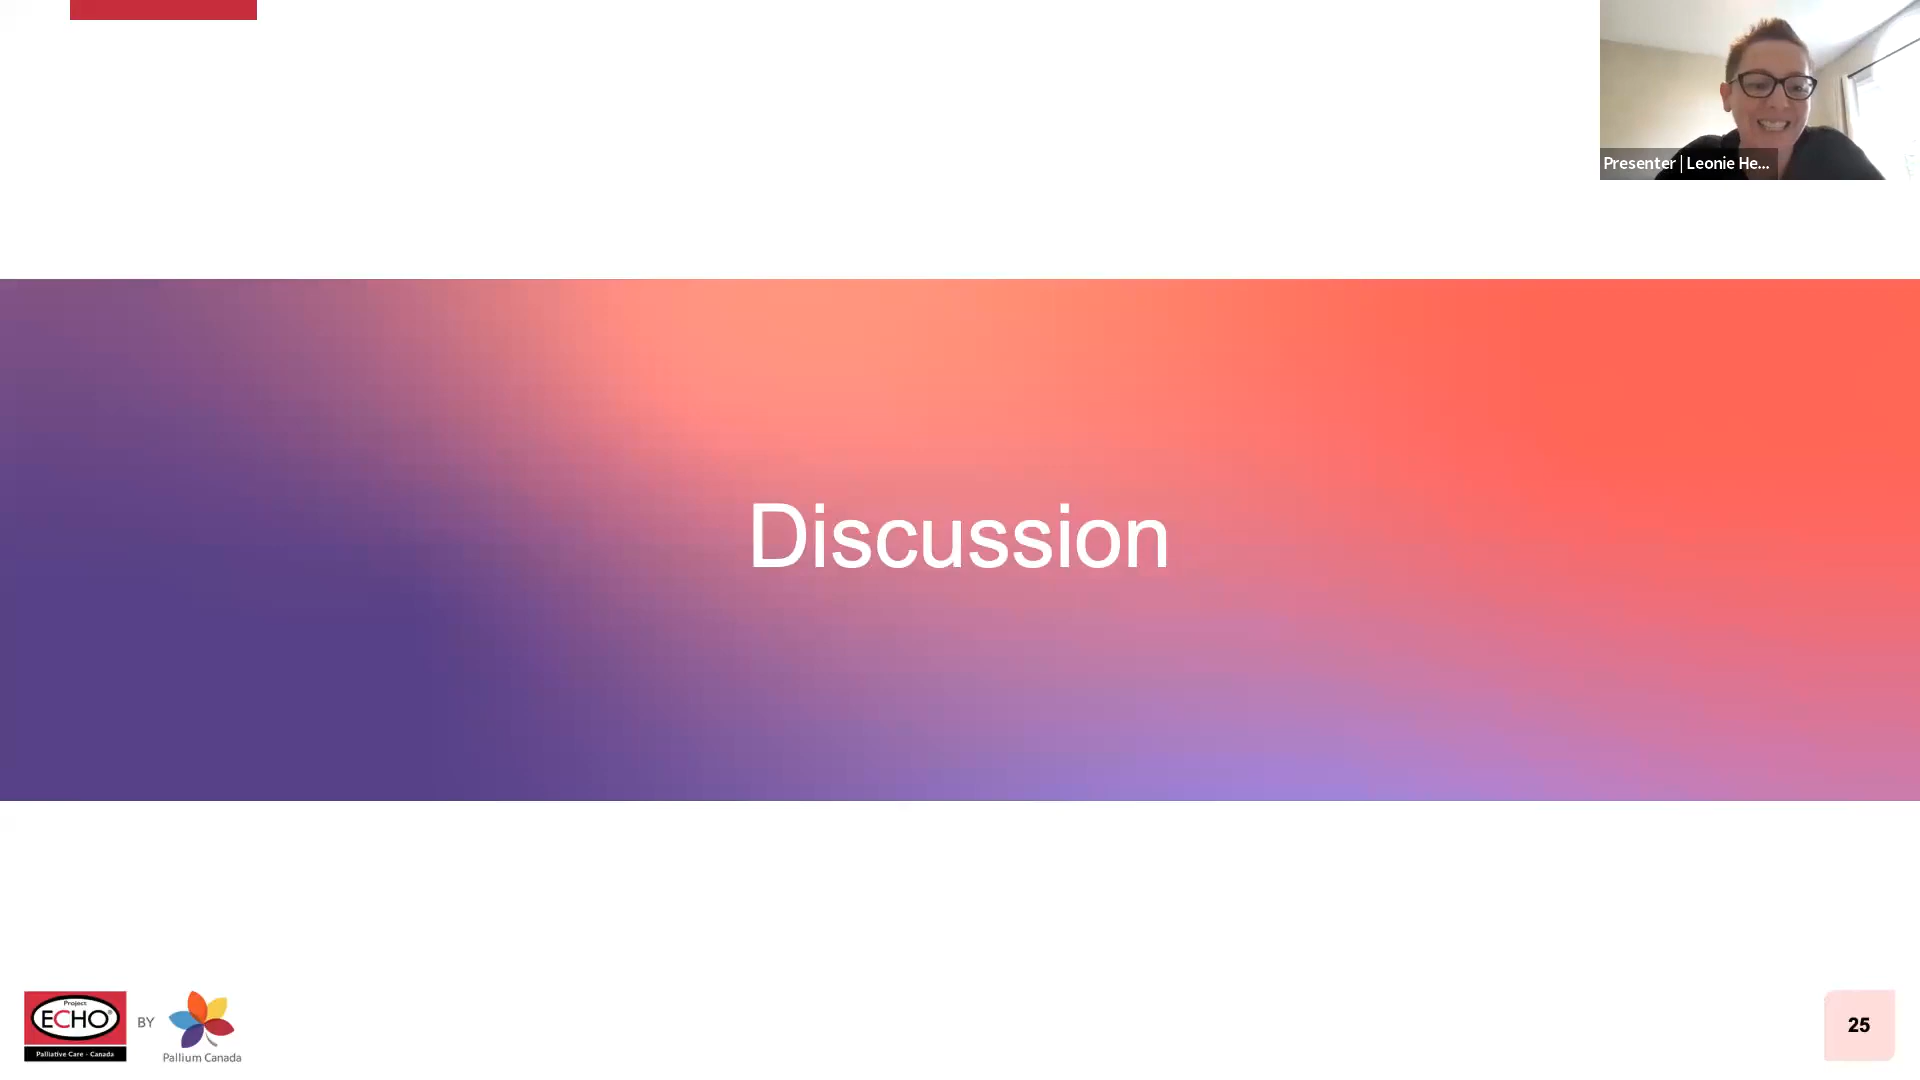 Presenter | Leonie He...
Discussion
Project
ECHO®
Palliative Care - Canada
BY
Pallium Canada
25